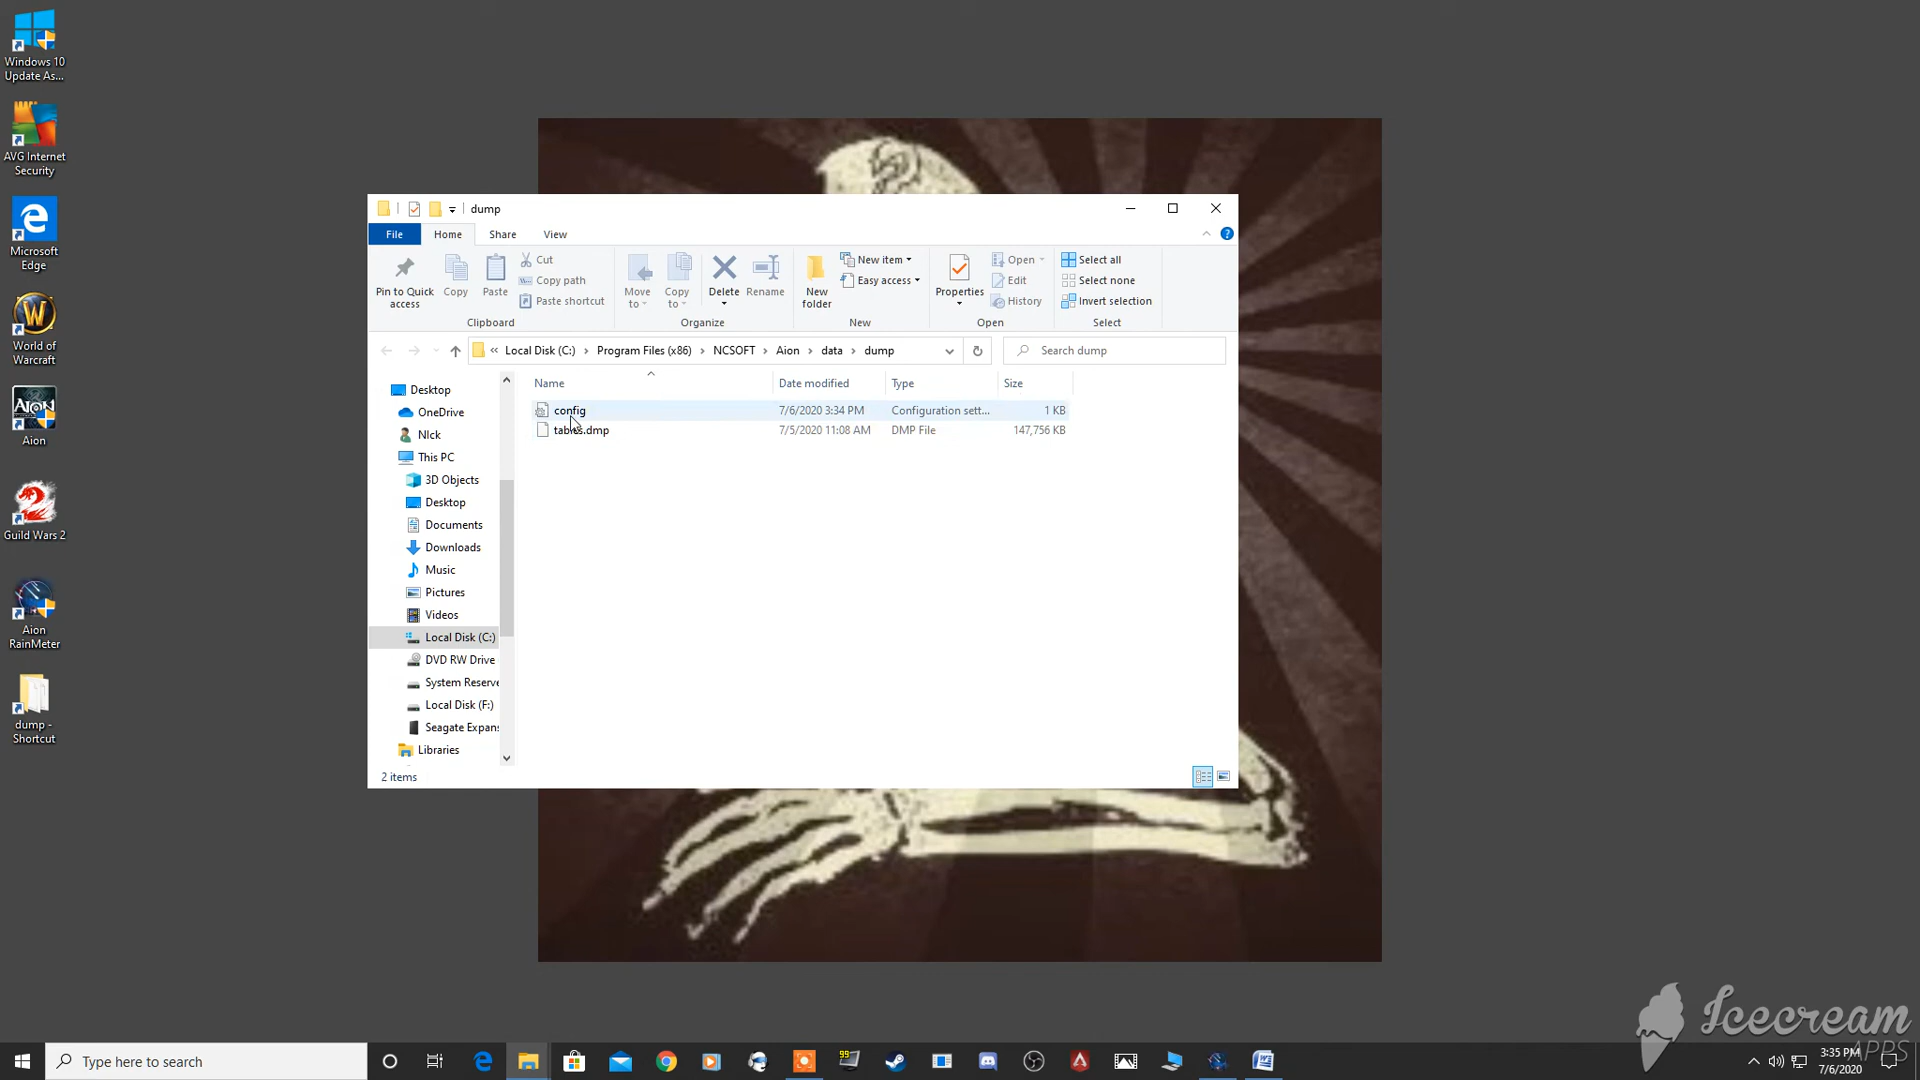 Windows 10
Update As...
AVG Internet
Security
Microsoft
Edge
World of
Warcraft
AION
Aion
Guild Wars 2
Aion
RainMeter
dump -
Shortcut
dump
File
Home
Share
View
Pin to Quick
access
Copy
Paste
Cut
Copy path
Paste shortcut
Clipboard
Move
to
Copy
to
Delete
Rename
Organize
New
folder
New item
Easy access
New
Properties
Open
Edit
History
Open
Select all
Select none
Invert selection
Select
« Local Disk (C:) > Program Files (x86) > NCSOFT > Aion > data > dump
Search dump
Name
Date modified
Type
Size
config
7/6/2020 3:34 PM
Configuration sett...
1 KB
7/5/2020 11:08 AM
DMP File
147,756 KB
Desktop
OneDrive
NIck
This PC
3D Objects
Desktop
Documents
Downloads
Music
Pictures
Videos
Local Disk (C:)
DVD RW Drive
System Reserve
Local Disk (F:)
Seagate Expans
Libraries
2 items
Type here to search
99
3:35 PM
7/6/2020
Icecream
APPS